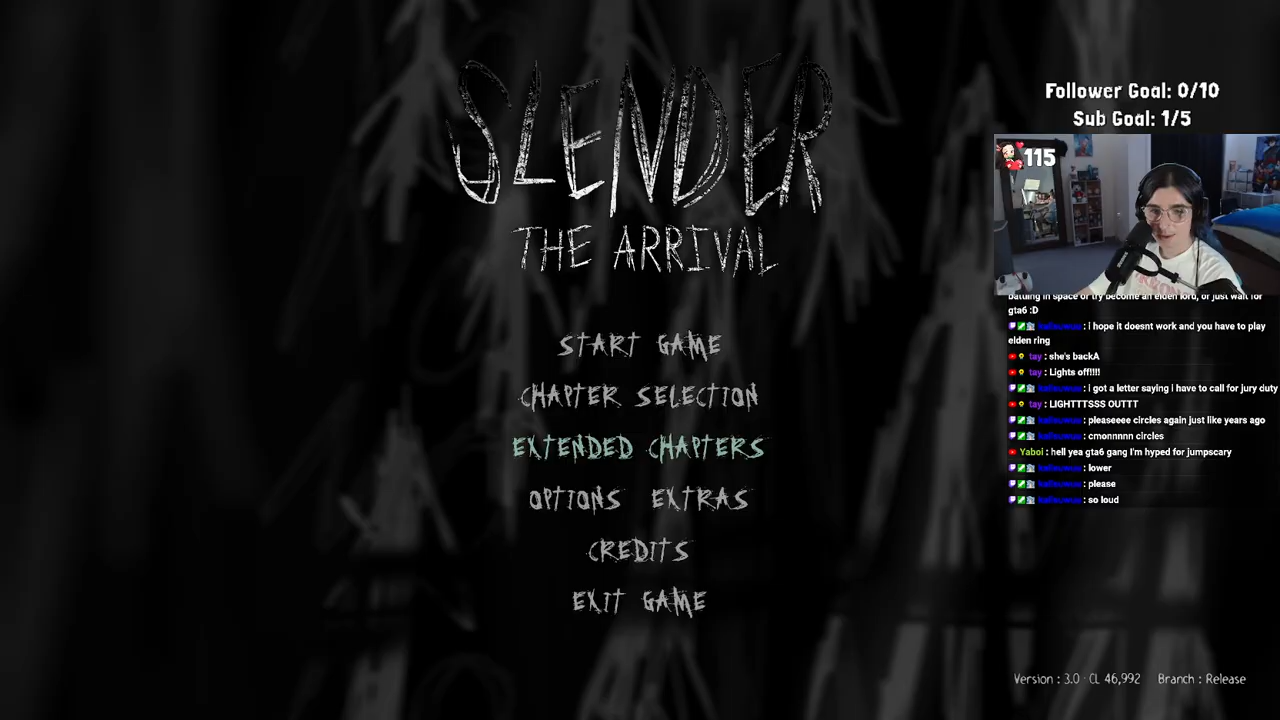 SLENDER
THE ARRIVAL
START GAME
CHAPTER SELECTION
EXTENDED CHAPTERS
OPTIONS EXTRAS
CREDITS
EXIT GAME
Version : 3.0 - CL 46,992 Branch : Release
Follower Goal: 0/10
Sub Goal: 1/5
115
battling in space or try become an elden lord, or just wait for
gta6 :D
: i hope it doesnt work and you have to play
elden ring
tay : she's backA
tay : Lights off!!!!
: i got a letter saying i have to call for jury duty
tay : LIGHTTTSSS OUTTT
: pleaseeee circles again just like years ago
: cmonnnnn circles
Yaboi : hell yea gta6 gang I'm hyped for jumpscary
: lower
: please
: so loud